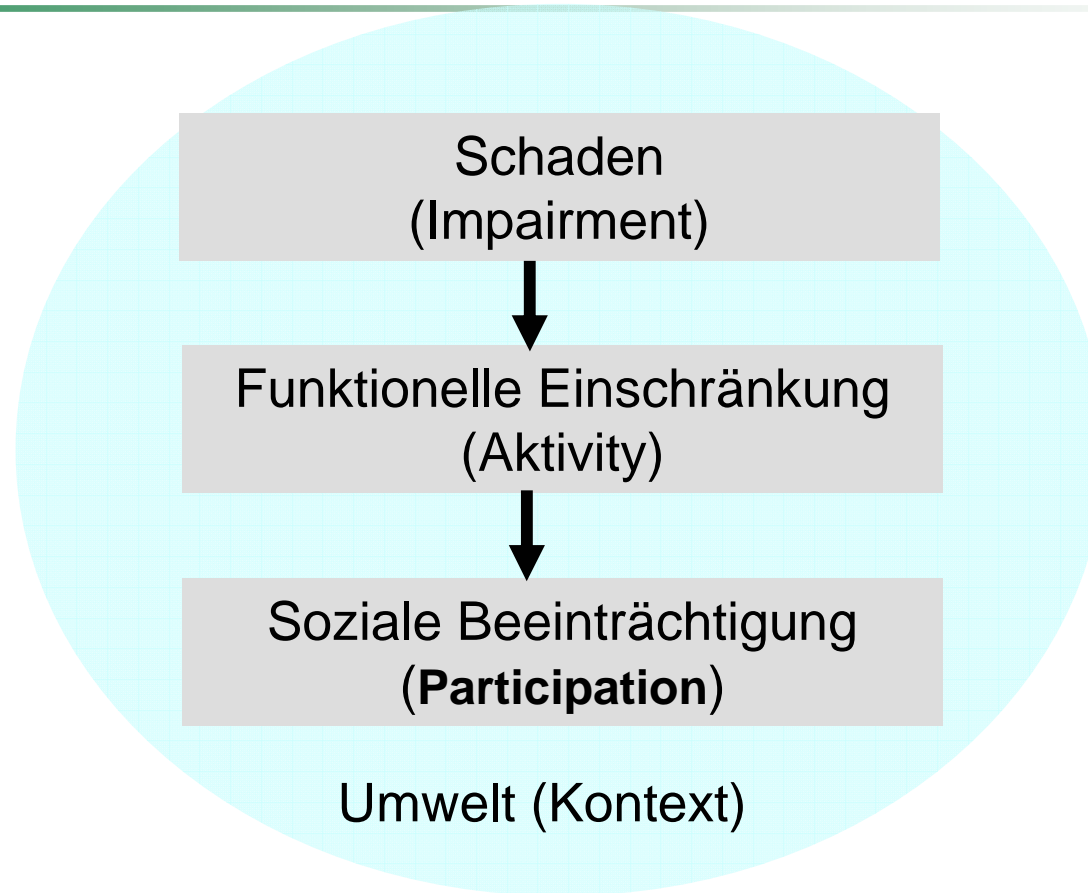 Schaden
(Impairment)
Funktionelle Einschränkung
(Aktivity)
Soziale Beeinträchtigung
(Participation)
Umwelt (Kontext)